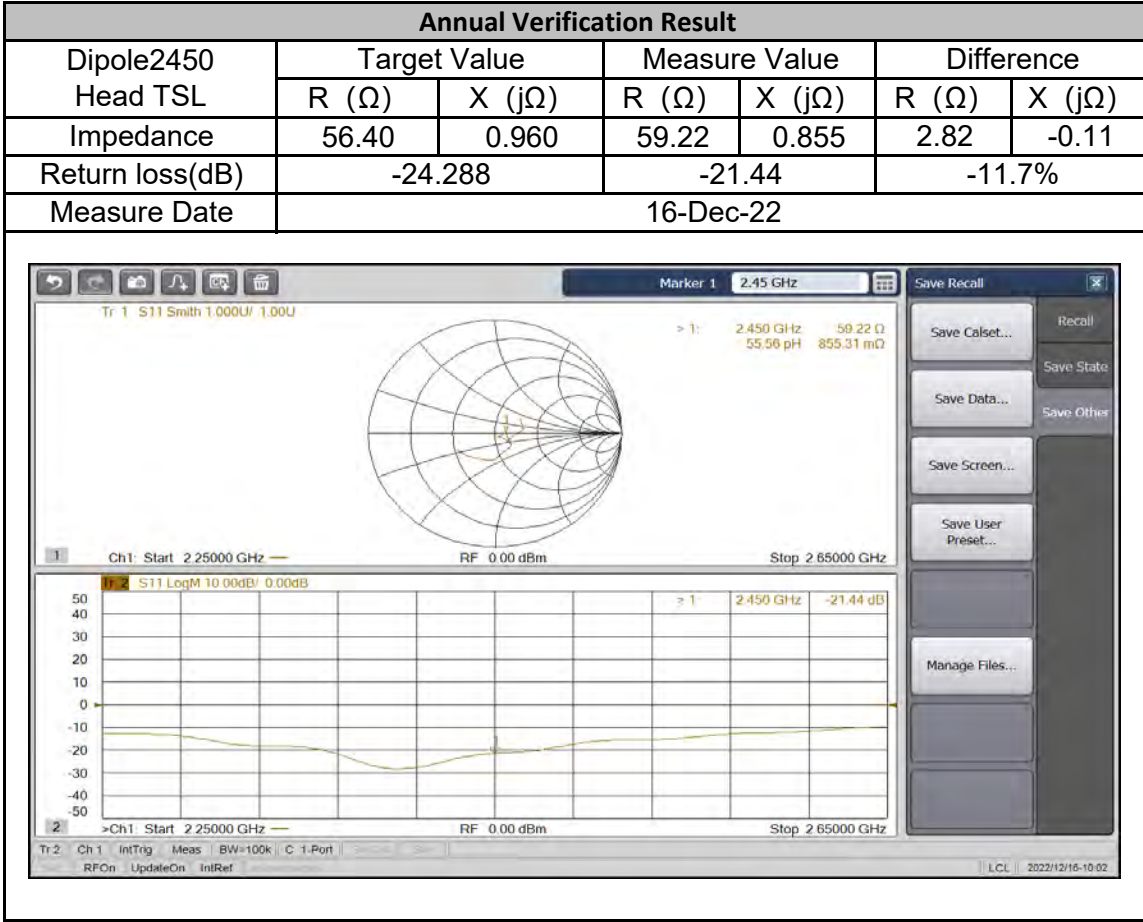 Annual Verification Result
Dipole2450 Head TSL Target Value Measure Value Difference
R (Ω) X (jΩ) R (Ω) X (jΩ) R (Ω) X (jΩ)
Impedance 56.40 0.960 59.22 0.855 2.82 -0.11
Return loss(dB) -24.288 -21.44 -11.7%
Measure Date 16-Dec-22
Marker 1 2.45 GHz
Save Recall
Tr 1 S11 Smith 1.000U/ 1.00U
> 1: 2.450 GHz 59.22 Ω
55.56 pH 855.31 mΩ
Save Calset...
Recall
Save State
Save Data...
Save Other
Save Screen...
Save User Preset...
Manage Files...
1 Ch1: Start 2.25000 GHz RF 0.00 dBm Stop 2.65000 GHz
Tr 2 S11 LogM 10.00dB/ 0.00dB
> 1: 2.450 GHz -21.44 dB
50
40
30
20
10
0
-10
1
-20
-30
-40
-50
2 >Ch1: Start 2.25000 GHz RF 0.00 dBm Stop 2.65000 GHz
Tr 2 Ch 1 IntTrig Meas BW=100k C 1-Port
RFOn UpdateOn IntRef LCL 2022/12/16-10:02